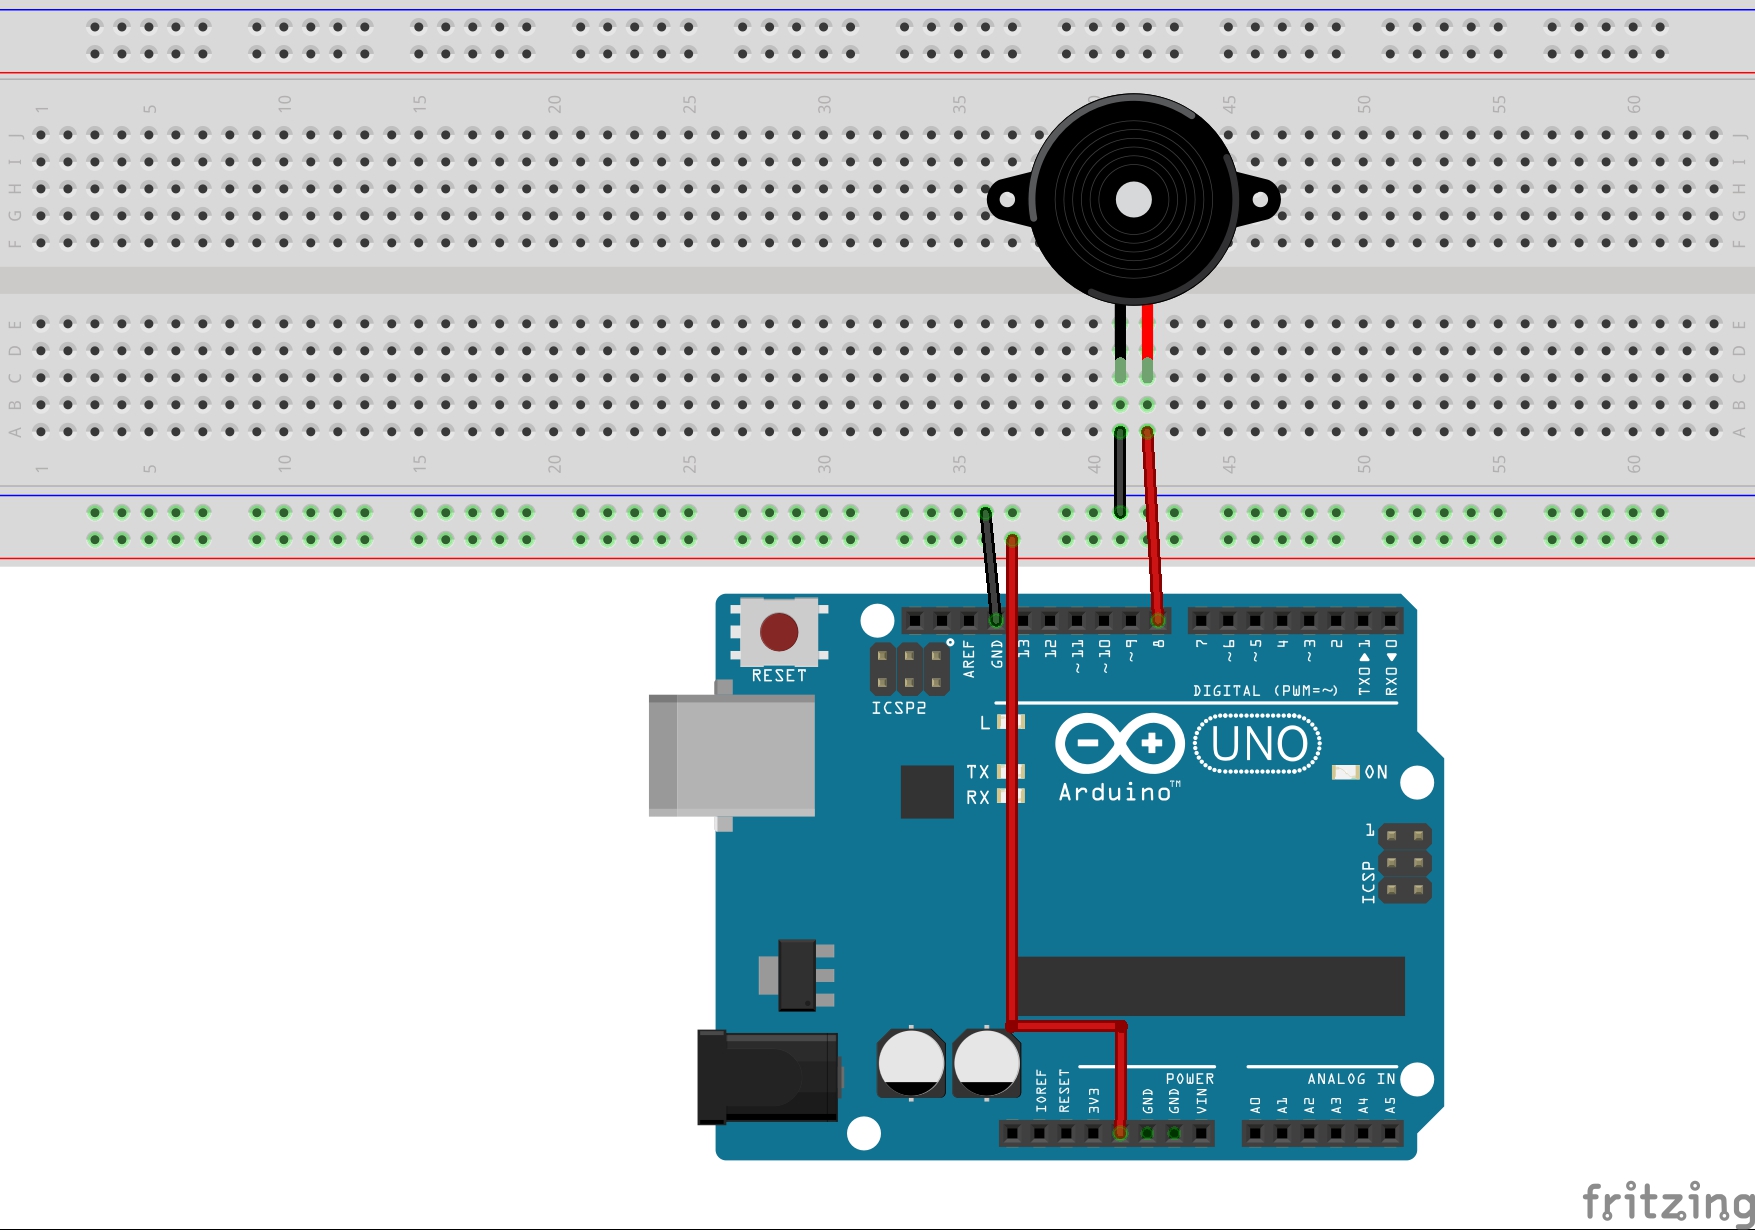 1 5 10 15 20 25 30 35 40 45 50 55 60
J J
I I
H H
G G
F F
E E
D D
C C
B B
A A
1 5 10 15 20 25 30 35 40 45 50 55 60
RESET
ICSP2
AREF
GND
13
12
~11
~10
~9
8
7
~6
~5
4
~3
2
TX0▶1
RX0◀0
DIGITAL (PWM=~)
L
TX
RX
Arduino™
UNO
ON
1
ICSP
IOREF
RESET
3V3
GND
GND
VIN
POWER
ANALOG IN
A0
A1
A2
A3
A4
A5
fritzing